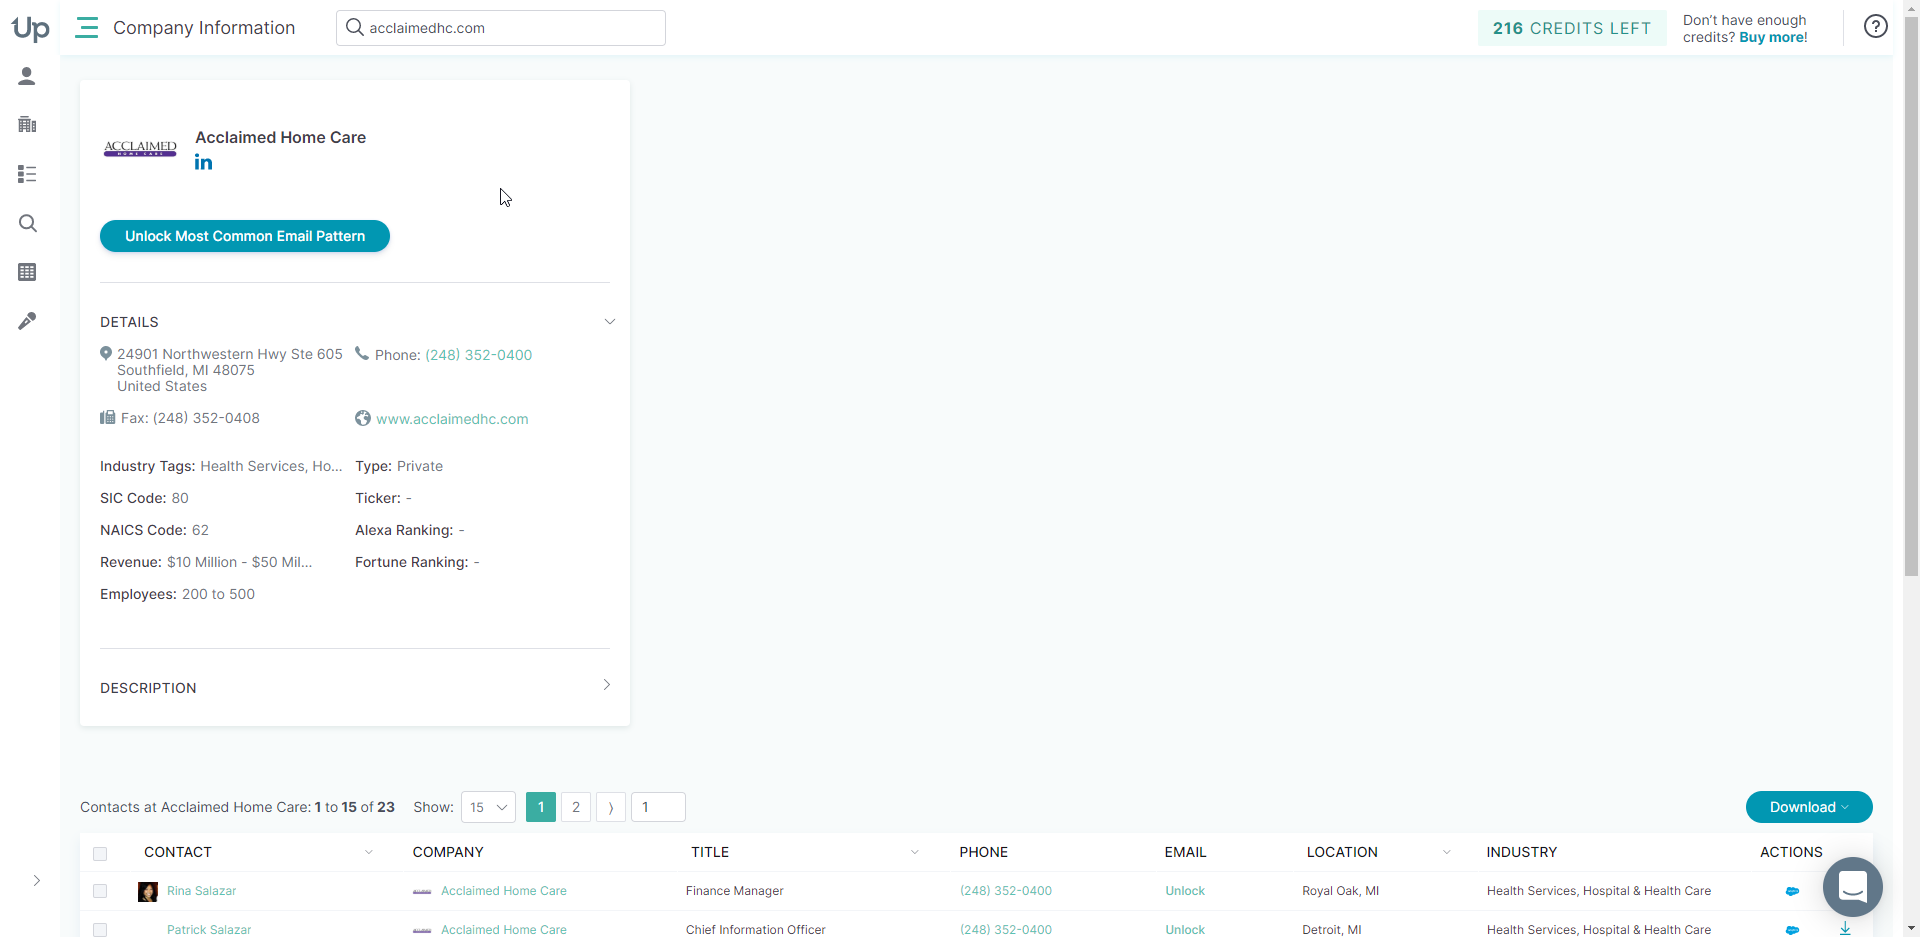 Up
Company Information
acclaimedhc.com
216 CREDITS LEFT
Don't have enough
credits? Buy more!
ACCLAIMED
HOME CARE
Acclaimed Home Care
in
Unlock Most Common Email Pattern
DETAILS
24901 Northwestern Hwy Ste 605
Southfield, MI 48075
United States
Phone: (248) 352-0400
Fax: (248) 352-0408
www.acclaimedhc.com
Industry Tags: Health Services, Ho...
Type: Private
SIC Code: 80
Ticker: -
NAICS Code: 62
Alexa Ranking: -
Revenue: $10 Million - $50 Mil...
Fortune Ranking: -
Employees: 200 to 500
DESCRIPTION
Contacts at Acclaimed Home Care: 1 to 15 of 23 Show: 15 1 2 1
Download
CONTACT COMPANY TITLE PHONE EMAIL LOCATION INDUSTRY ACTIONS
Rina Salazar Acclaimed Home Care Finance Manager (248) 352-0400 Unlock Royal Oak, MI Health Services, Hospital & Health Care
Patrick Salazar Acclaimed Home Care Chief Information Officer (248) 352-0400 Unlock Detroit, MI Health Services, Hospital & Health Care